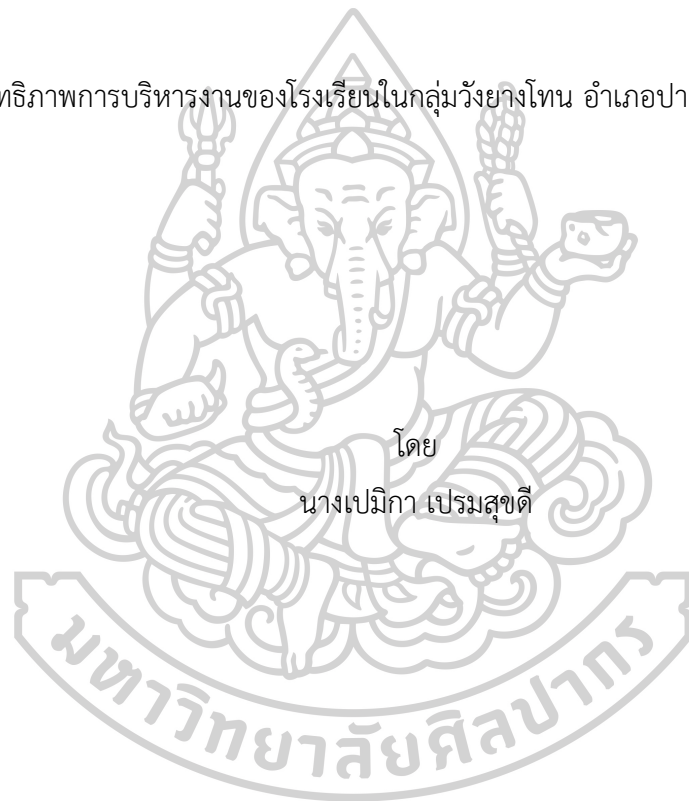 ทธิภาพการบริหารงานของโรงเรียนในกลุ่มวังยางโทน อำเภอปา
โดย
นางเปมิกา เปรมสุขดี
มหาวิทยาลัยศิลปากร